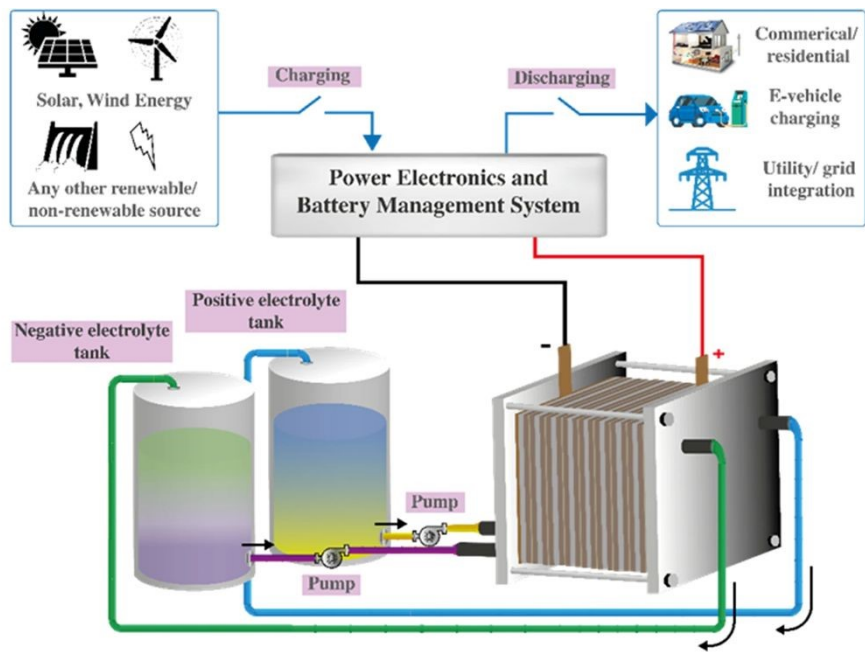 Solar, Wind Energy
Any other renewable/
non-renewable source
Charging
Discharging
Commerical/
residential
E-vehicle
charging
Utility/ grid
integration
Power Electronics and
Battery Management System
Positive electrolyte
tank
Negative electrolyte
tank
-
+
Pump
Pump